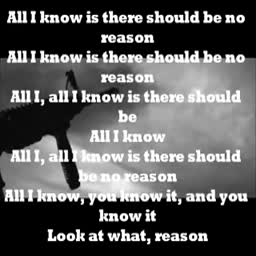 All I know is there should be no
reason
All I know is there should be no
reason
All I, all I know is there should
be
All I know
All I, all I know is there should
be no reason
All I know, you know it, and you
know it
Look at what, reason